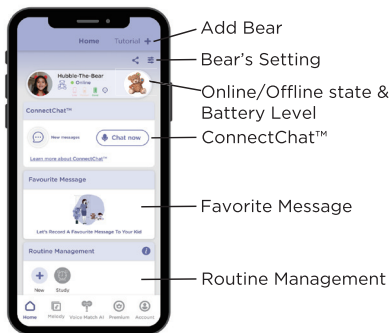 Home
Tutorial +
Add Bear
Bear's Setting
Hubble-The-Bear
Online
Online/Offline state &
Battery Level
ConnectChat™
New messages
Chat now
ConnectChat™
Learn more about ConnectChat™
Favourite Message
Let's Record A Favourite Message To Your Kid
Favorite Message
Routine Management
Routine Management
New
Study
Home
Melody
Voice Match AI
Premium
Account